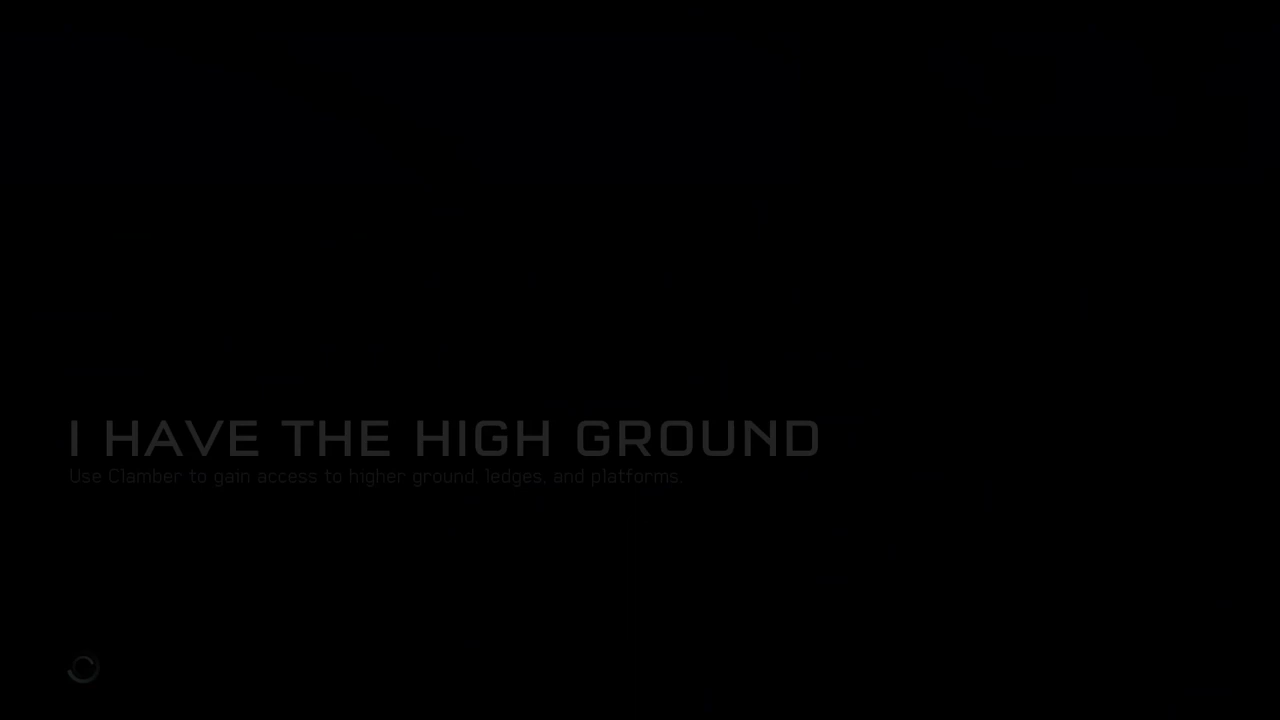 I HAVE THE HIGH GROUND
Use Clamber to gain access to higher ground, ledges, and platforms.